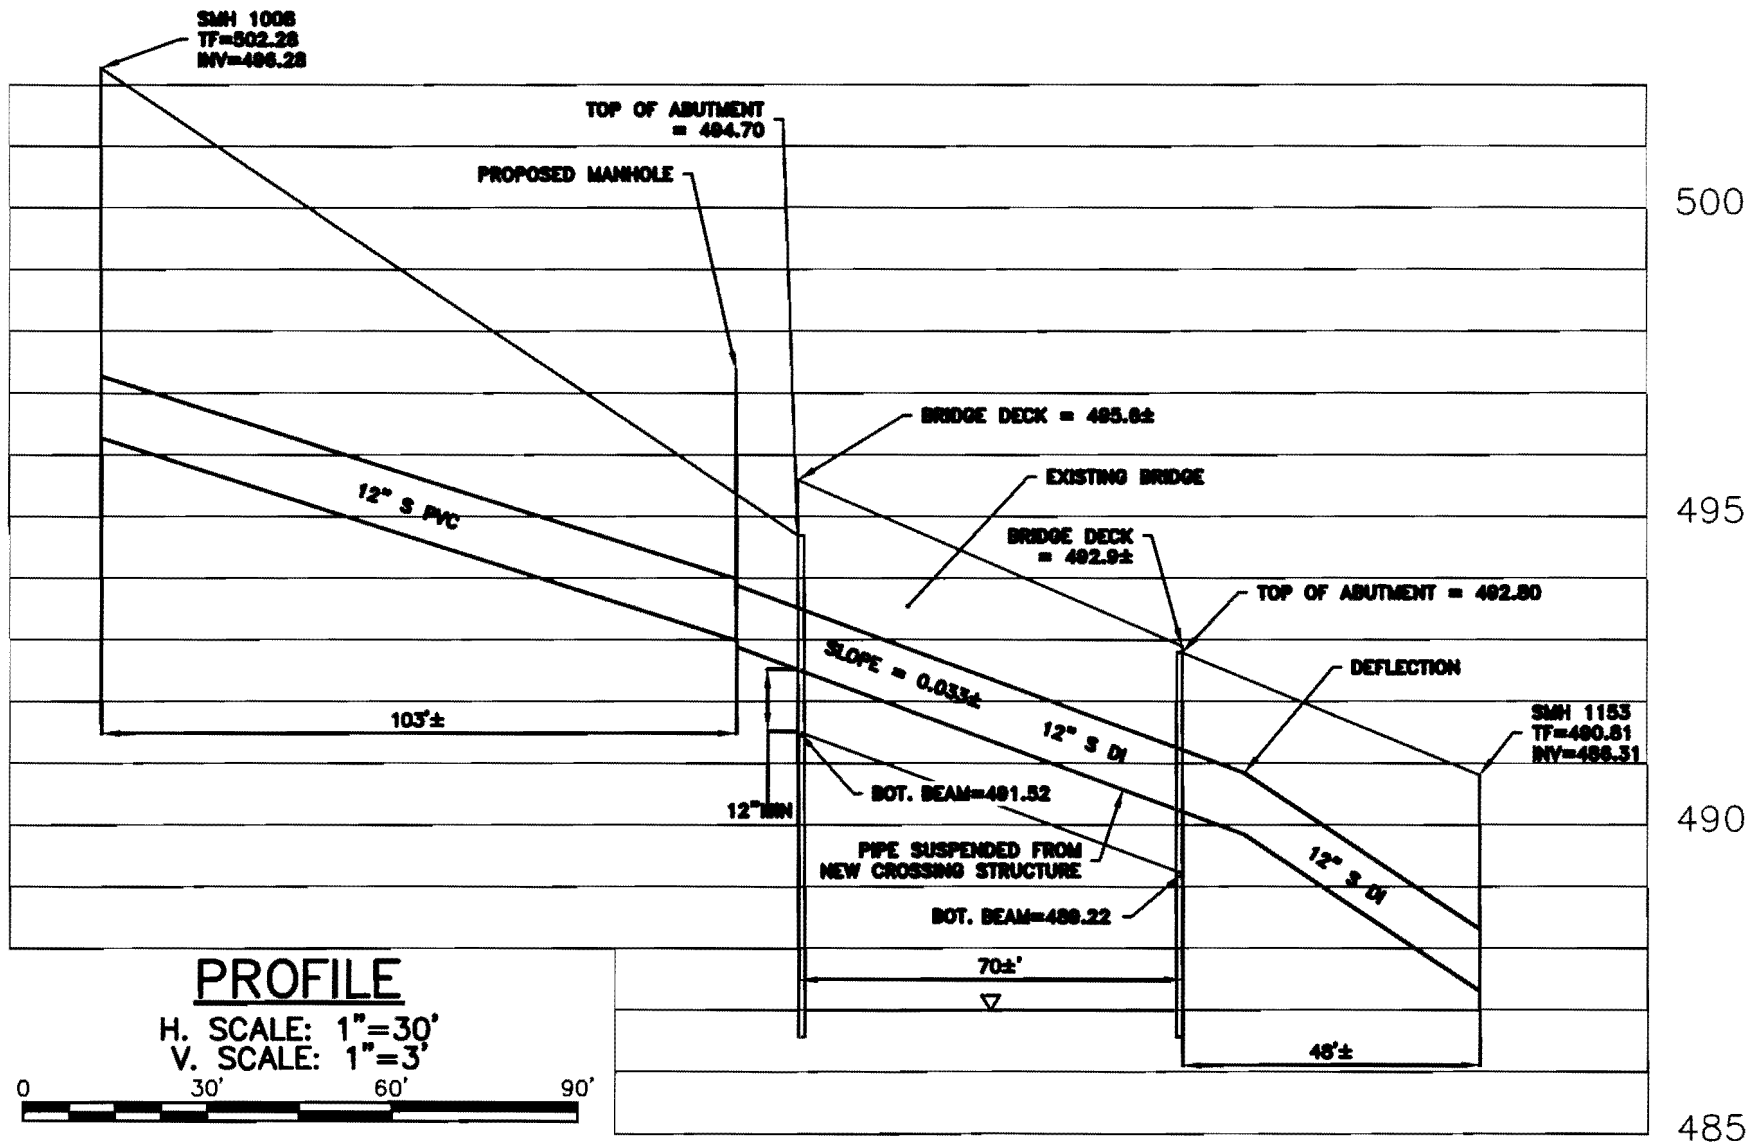 SMH 1006
TF=502.28
INV=496.28
TOP OF ABUTMENT
= 494.70
PROPOSED MANHOLE
500
BRIDGE DECK = 495.6±
EXISTING BRIDGE
12" S PVC
495
BRIDGE DECK
= 492.9±
TOP OF ABUTMENT = 492.80
SLOPE = 0.033±
DEFLECTION
103'±
12" S DI
SMH 1153
TF=490.81
INV=486.31
BOT. BEAM=491.52
12"MIN
490
PIPE SUSPENDED FROM
NEW CROSSING STRUCTURE
12" S DI
BOT. BEAM=489.22
PROFILE
70±'
H. SCALE: 1"=30'
V. SCALE: 1"=3'
48'±
0 30' 60' 90'
485